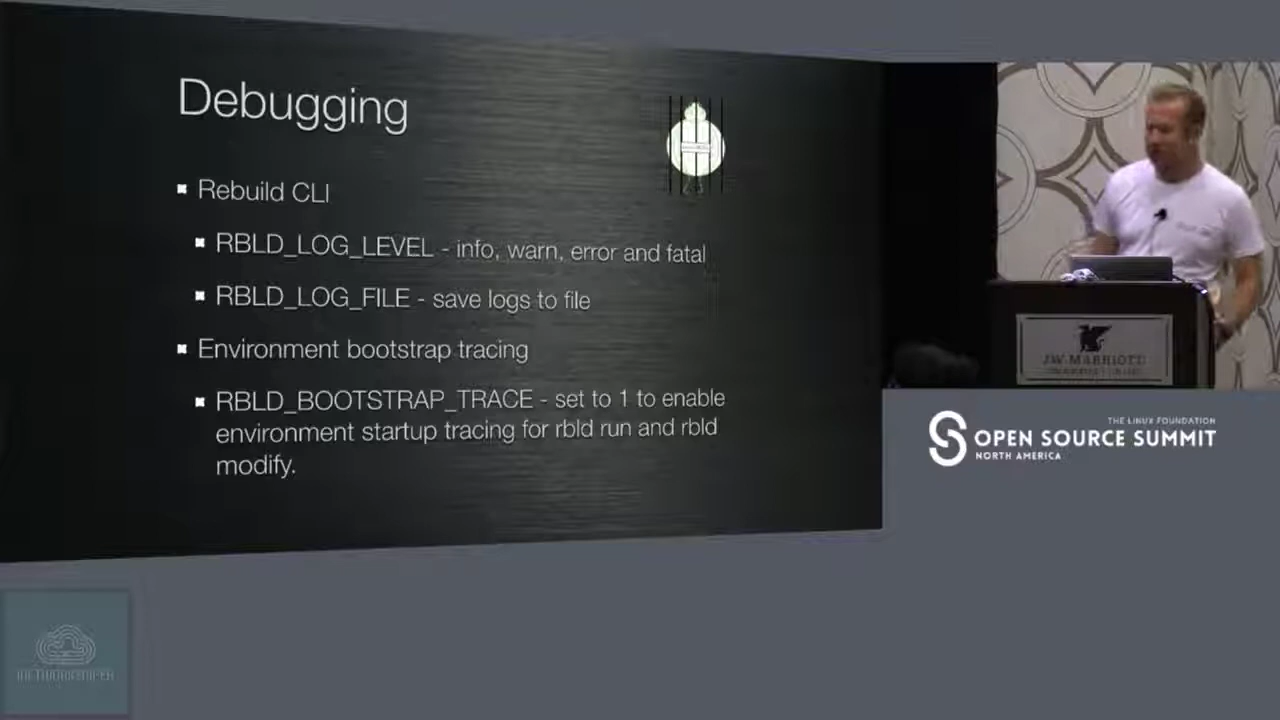 Debugging
Rebuild CLI
RBLD_LOG_LEVEL - info, warn, error and fatal
RBLD_LOG_FILE - save logs to file
Environment bootstrap tracing
RBLD_BOOTSTRAP_TRACE - set to 1 to enable
environment startup tracing for rbld run and rbld
modify.
JW MARRIOTT
THE LINUX FOUNDATION
OPEN SOURCE SUMMIT
NORTH AMERICA